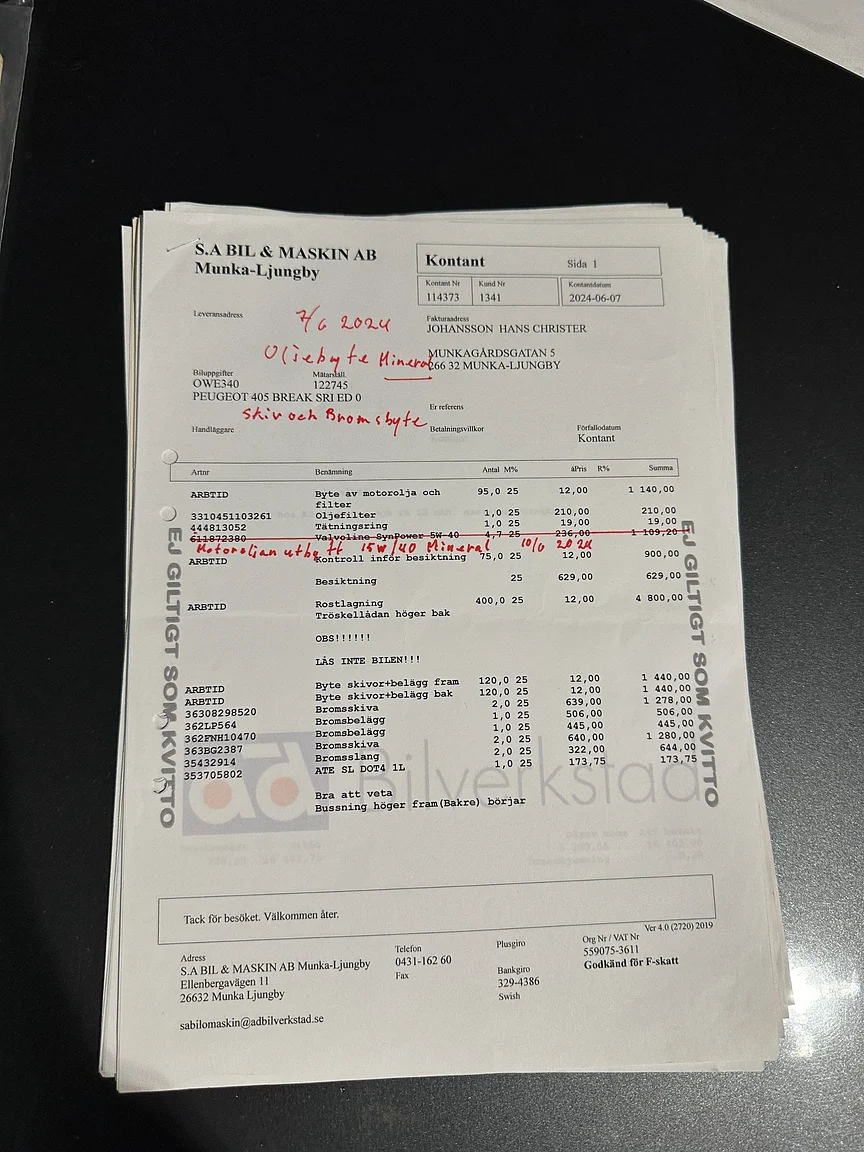 S.A BIL & MASKIN AB
Munka-Ljungby
Kontant Sida 1
Kontant Nr Kund Nr Kontantdatum
114373 1341 2024-06-07
Leveransadress
7/6 2024
Fakturaadress
JOHANSSON HANS CHRISTER
Oljebyte Mineral
MUNKAGÅRDSGATAN 5
266 32 MUNKA-LJUNGBY
Biluppgifter Mätarställ.
OWE340 122745
PEUGEOT 405 BREAK SRI ED 0
Skiv och Bromsbyte
Er referens
Handläggare
Betalningsvillkor Förfallodatum
Kontant
Artnr Benämning Antal M% àPris R% Summa
ARBTID Byte av motorolja och 95,0 25 12,00 1 140,00
filter
3310451103261 Oljefilter 1,0 25 210,00 210,00
444813052 Tätningsring 1,0 25 19,00 19,00
611872380 Valvoline SynPower 5W-40 4,7 25 236,00 1 109,20
Motoroljan utbytt 15W/40 Mineral 10/6 2024
ARBTID Kontroll inför besiktning 75,0 25 12,00 900,00
Besiktning 25 629,00 629,00
ARBTID Rostlagning 400,0 25 12,00 4 800,00
Tröskellådan höger bak
OBS!!!!!!
LÅS INTE BILEN!!!
ARBTID Byte skivor+belägg fram 120,0 25 12,00 1 440,00
ARBTID Byte skivor+belägg bak 120,0 25 12,00 1 440,00
36308298520 Bromsskiva 2,0 25 639,00 1 278,00
362LP564 Bromsbelägg 1,0 25 506,00 506,00
362FNH10470 Bromsbelägg 1,0 25 445,00 445,00
363BG2387 Bromsskiva 2,0 25 640,00 1 280,00
35432914 Bromsslang 2,0 25 322,00 644,00
353705802 ATE SL DOT4 1L 1,0 25 173,75 173,75
Bra att veta
Bussning höger fram(Bakre) börjar
EJ GILTIGT SOM KVITTO
EJ GILTIGT SOM KVITTO
ad Bilverkstad
Tack för besöket. Välkommen åter.
Ver 4.0 (2720) 2019
Adress Telefon Plusgiro Org Nr / VAT Nr
S.A BIL & MASKIN AB Munka-Ljungby 0431-162 60 559075-3611
Ellenbergavägen 11 Fax Bankgiro Godkänd för F-skatt
26632 Munka Ljungby 329-4386
Swish
sabilomaskin@adbilverkstad.se